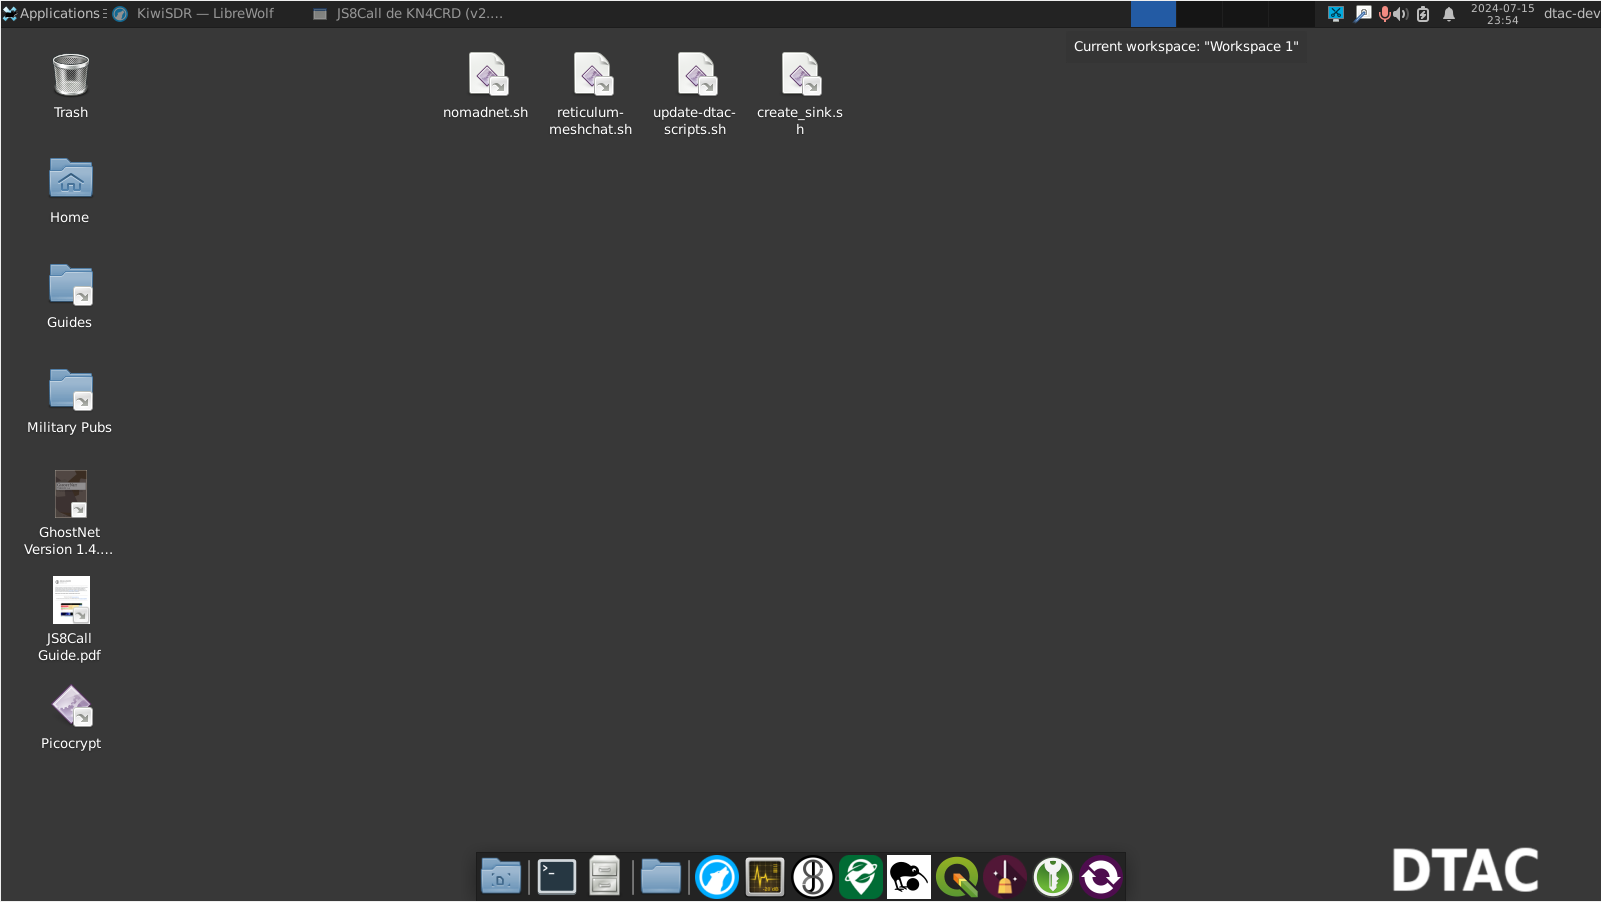 Applications
KiwiSDR — LibreWolf
JS8Call de KN4CRD (v2....
2024-07-15
23:54
dtac-dev
Current workspace: "Workspace 1"
Trash
nomadnet.sh
reticulum-
meshchat.sh
update-dtac-
scripts.sh
create_sink.s
h
Home
Guides
Military Pubs
GhostNet
Version 1.4....
JS8Call
Guide.pdf
Picocrypt
DTAC